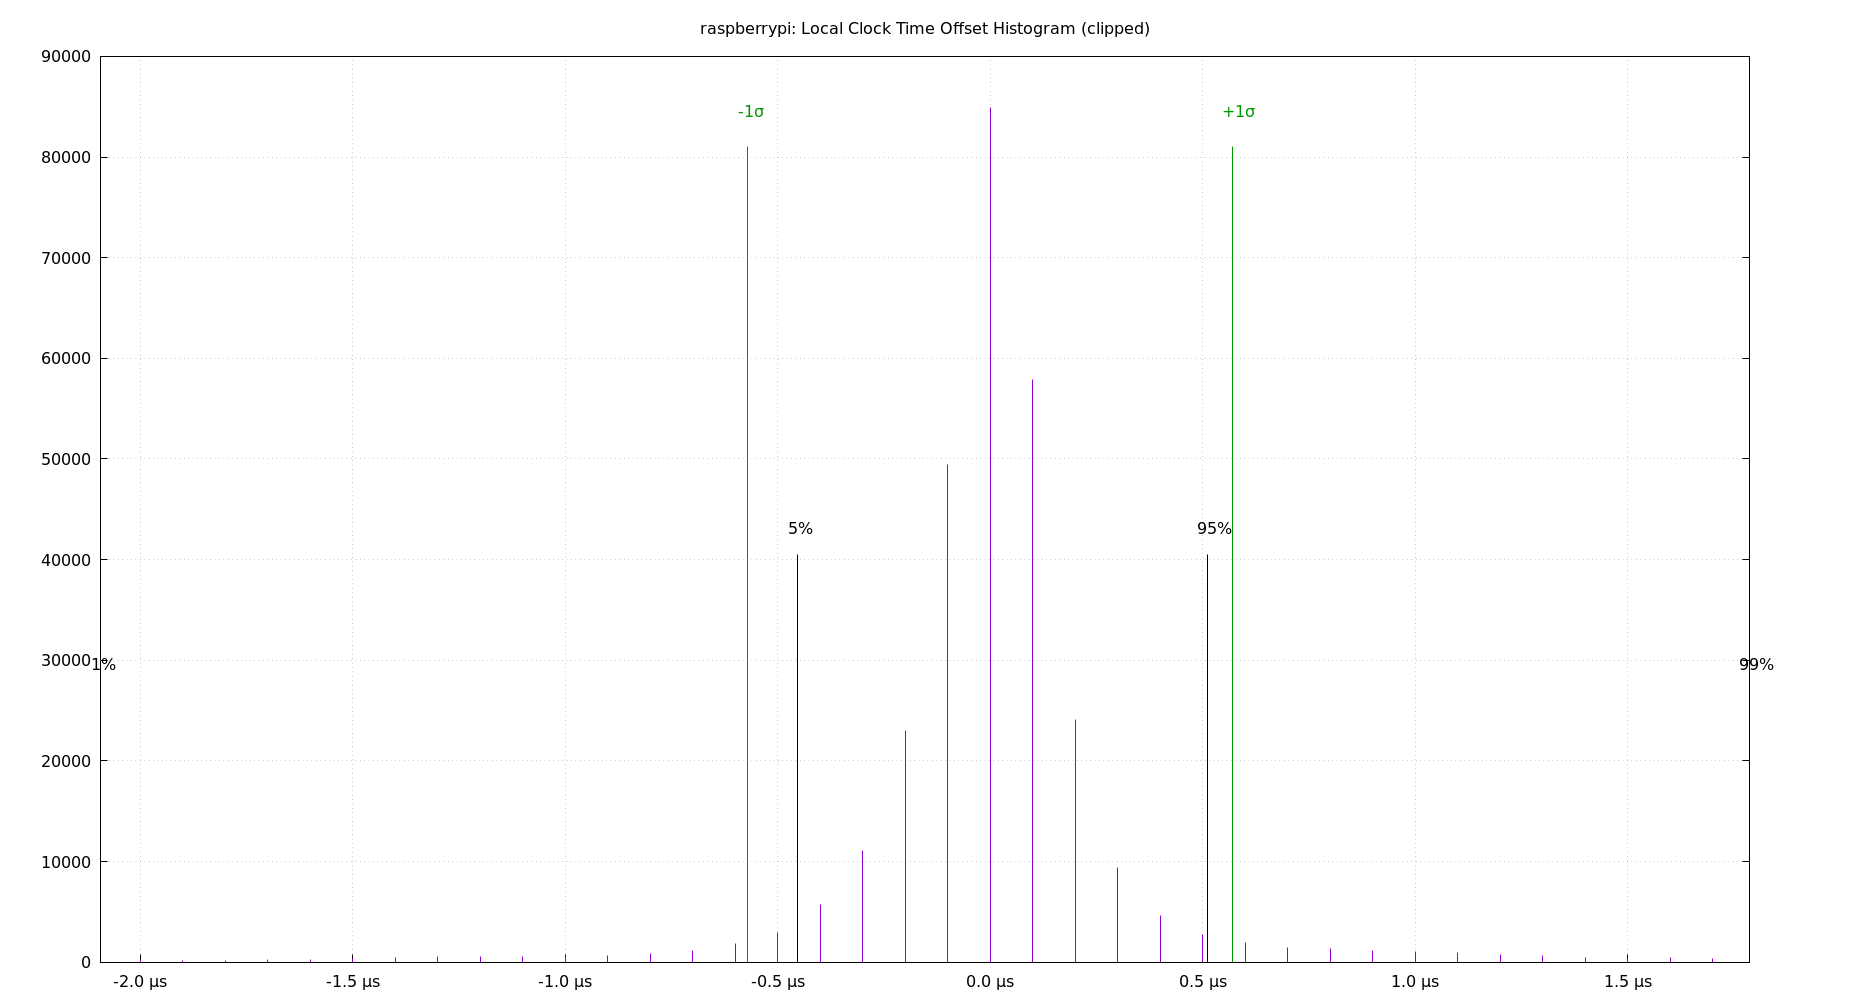 raspberrypi: Local Clock Time Offset Histogram (clipped)
90000
-1σ
+1σ
80000
70000
60000
50000
5%
95%
40000
30000
1%
99%
20000
10000
0
-2.0 µs
-1.5 µs
-1.0 µs
-0.5 µs
0.0 µs
0.5 µs
1.0 µs
1.5 µs